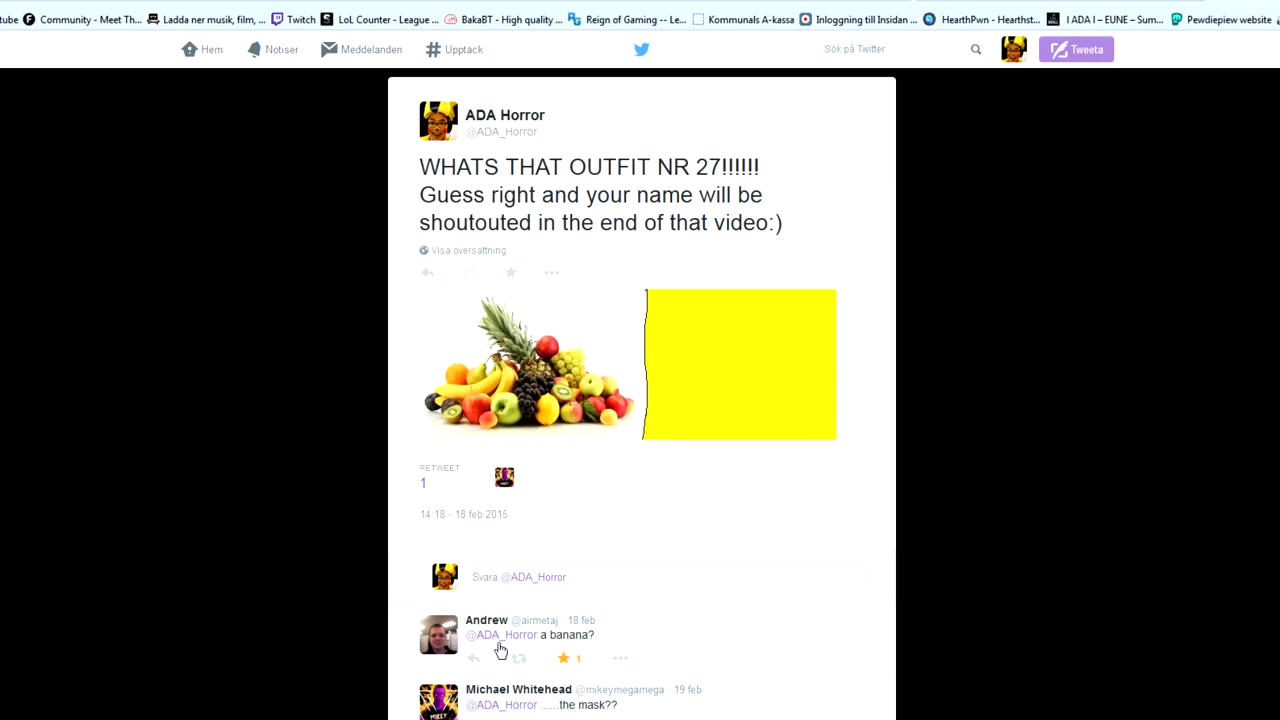 tube Community - Meet Th... Ladda ner musik, film, ... Twitch LoL Counter - League ... BakaBT - High quality ... Reign of Gaming -- Le... Kommunals A-kassa Inloggning till Insidan ... HearthPwn - Hearthst... I ADA I – EUNE – Sum... Pewdiepiew website
Hem Notiser Meddelanden Upptäck Sök på Twitter Tweeta
ADA Horror
@ADA_Horror
WHATS THAT OUTFIT NR 27!!!!!!
Guess right and your name will be
shoutouted in the end of that video:)
Visa översättning
RETWEET
1
14:18 - 18 feb 2015
Svara @ADA_Horror
Andrew @airmetaj · 18 feb
@ADA_Horror a banana?
1
Michael Whitehead @mikeymegamega · 19 feb
@ADA_Horror ......the mask??